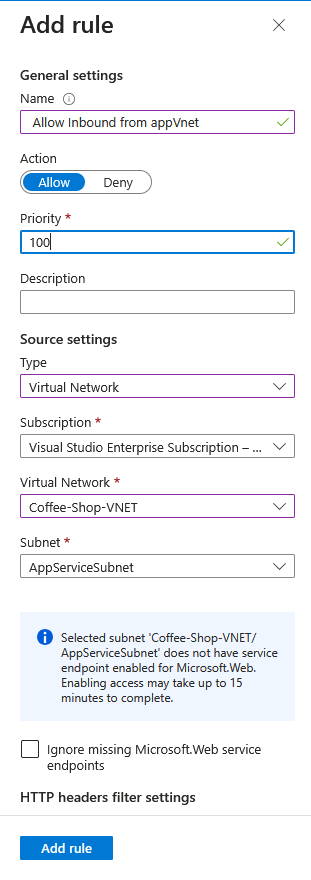 Add rule
General settings
Name
Allow Inbound from appVnet
Action
Allow Deny
Priority *
100
Description
Source settings
Type
Virtual Network
Subscription *
Visual Studio Enterprise Subscription – ...
Virtual Network *
Coffee-Shop-VNET
Subnet *
AppServiceSubnet
Selected subnet 'Coffee-Shop-VNET/
AppServiceSubnet' does not have service
endpoint enabled for Microsoft.Web.
Enabling access may take up to 15
minutes to complete.
Ignore missing Microsoft.Web service
endpoints
HTTP headers filter settings
Add rule